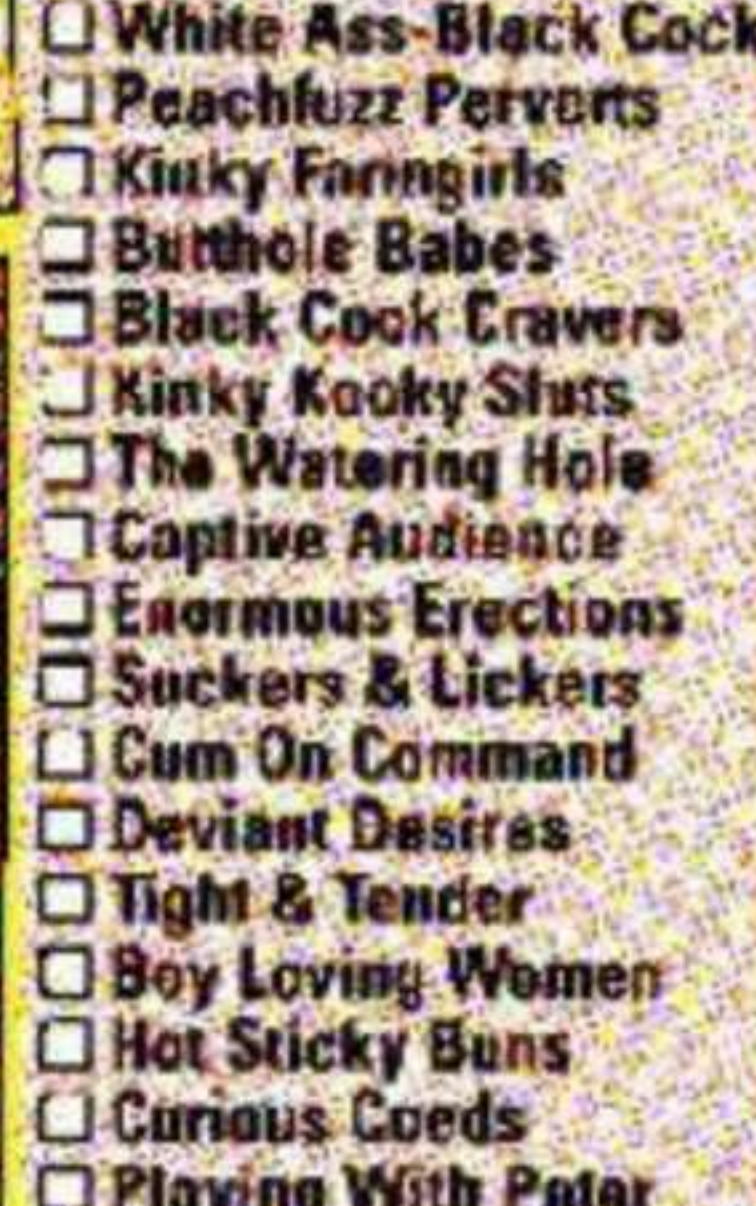 ☐ White Ass-Black Cock
☐ Peachfuzz Perverts
☐ Kinky Farmgirls
☐ Butthole Babes
☐ Black Cock Cravers
☐ Kinky Kooky Sluts
☐ The Watering Hole
☐ Captive Audience
☐ Enormous Erections
☐ Suckers & Lickers
☐ Cum On Command
☐ Deviant Desires
☐ Tight & Tender
☐ Boy Loving Women
☐ Hot Sticky Buns
☐ Curious Coeds
☐ Playing With Peter